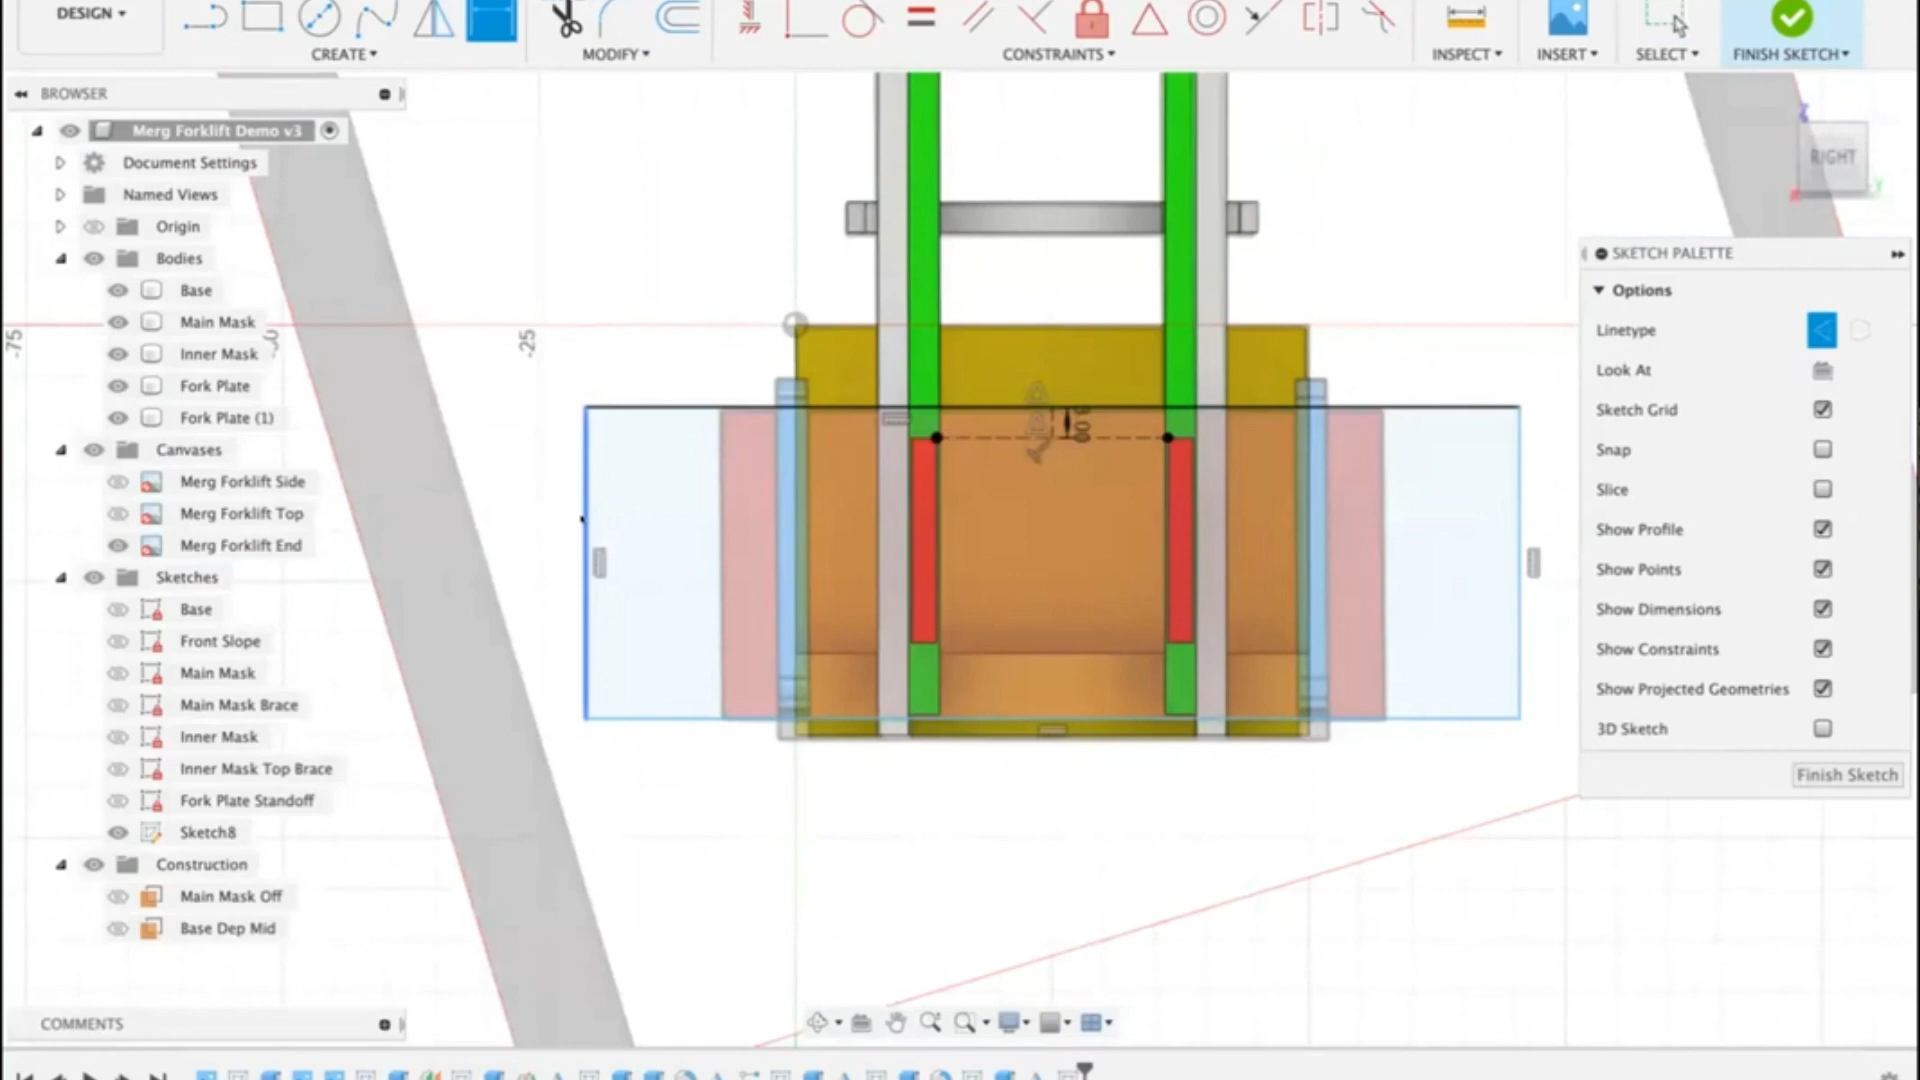 DESIGN
CREATE
MODIFY
CONSTRAINTS
INSPECT
INSERT
SELECT
FINISH SKETCH
BROWSER
Merg Forklift Demo v3
Document Settings
Named Views
Origin
Bodies
Base
Main Mask
Inner Mask
Fork Plate
Fork Plate (1)
Canvases
Merg Forklift Side
Merg Forklift Top
Merg Forklift End
Sketches
Base
Front Slope
Main Mask
Main Mask Brace
Inner Mask
Inner Mask Top Brace
Fork Plate Standoff
Sketch8
Construction
Main Mask Off
Base Dep Mid
COMMENTS
-75
-25
3.00
RIGHT
SKETCH PALETTE
Options
Linetype
Look At
Sketch Grid
Snap
Slice
Show Profile
Show Points
Show Dimensions
Show Constraints
Show Projected Geometries
3D Sketch
Finish Sketch